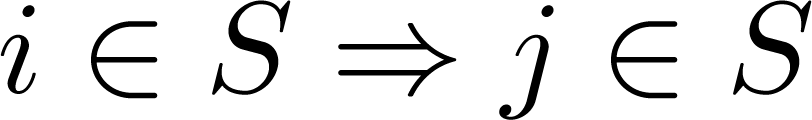 i ∈ S ⇒ j ∈ S